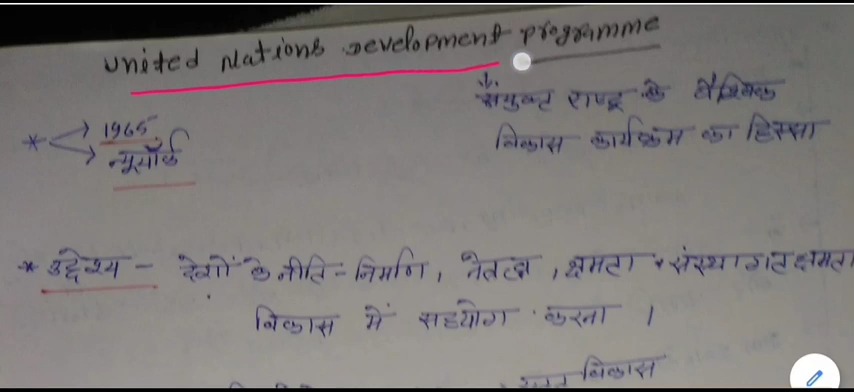 United Nations Development programme
संयुक्त राष्ट्र के वैश्विक
विकास कार्यक्रम का हिस्सा
* → 1965
→ न्यूयॉर्क
* उद्देश्य - देशों के नीति-निर्माण, नेतृत्व, क्षमता + संस्थागत क्षमता
विकास में सहयोग करना ।
विकास